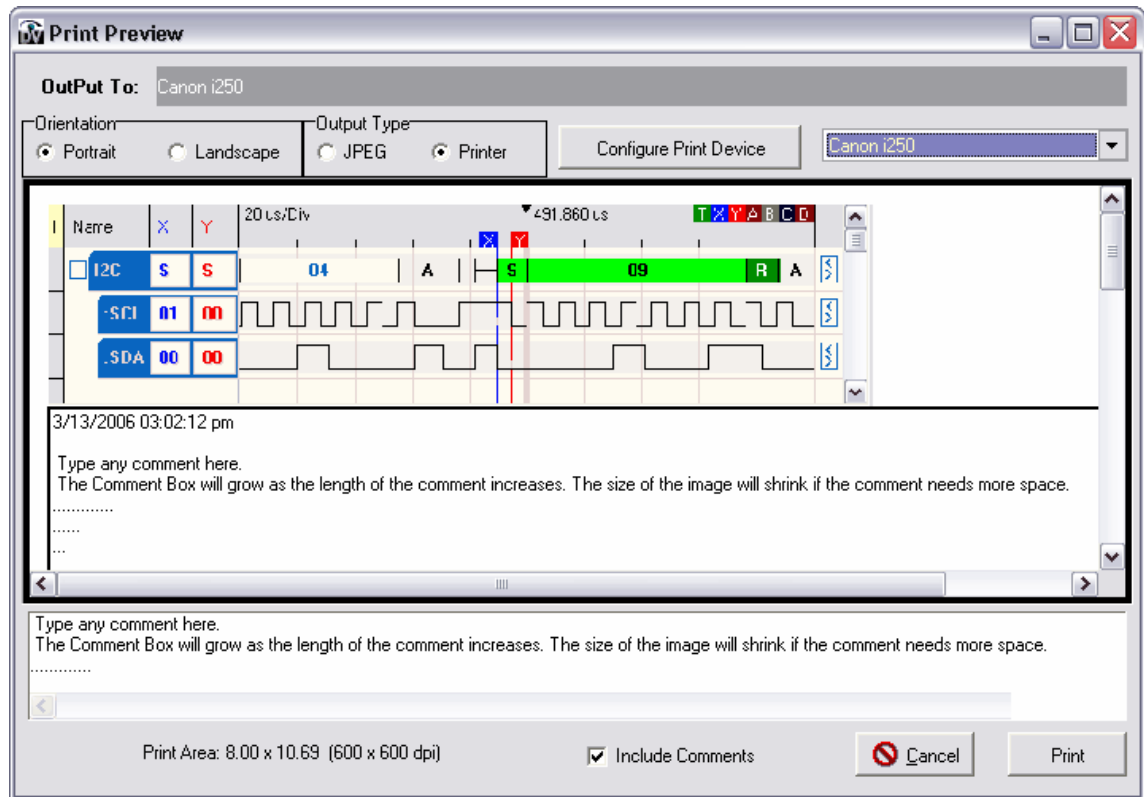 Print Preview
OutPut To: Canon i250
Orientation Output Type
Portrait Landscape JPEG Printer Configure Print Device Canon i250
Name X Y 20 us/Div 491.860 us T X Y A B C D
X Y
I2C S S 04 A S 09 R A
.SCL 01 00
.SDA 00 00
3/13/2006 03:02:12 pm
Type any comment here.
The Comment Box will grow as the length of the comment increases. The size of the image will shrink if the comment needs more space.
.............
......
...
Type any comment here.
The Comment Box will grow as the length of the comment increases. The size of the image will shrink if the comment needs more space.
.............
Print Area: 8.00 x 10.69 (600 x 600 dpi) Include Comments Cancel Print